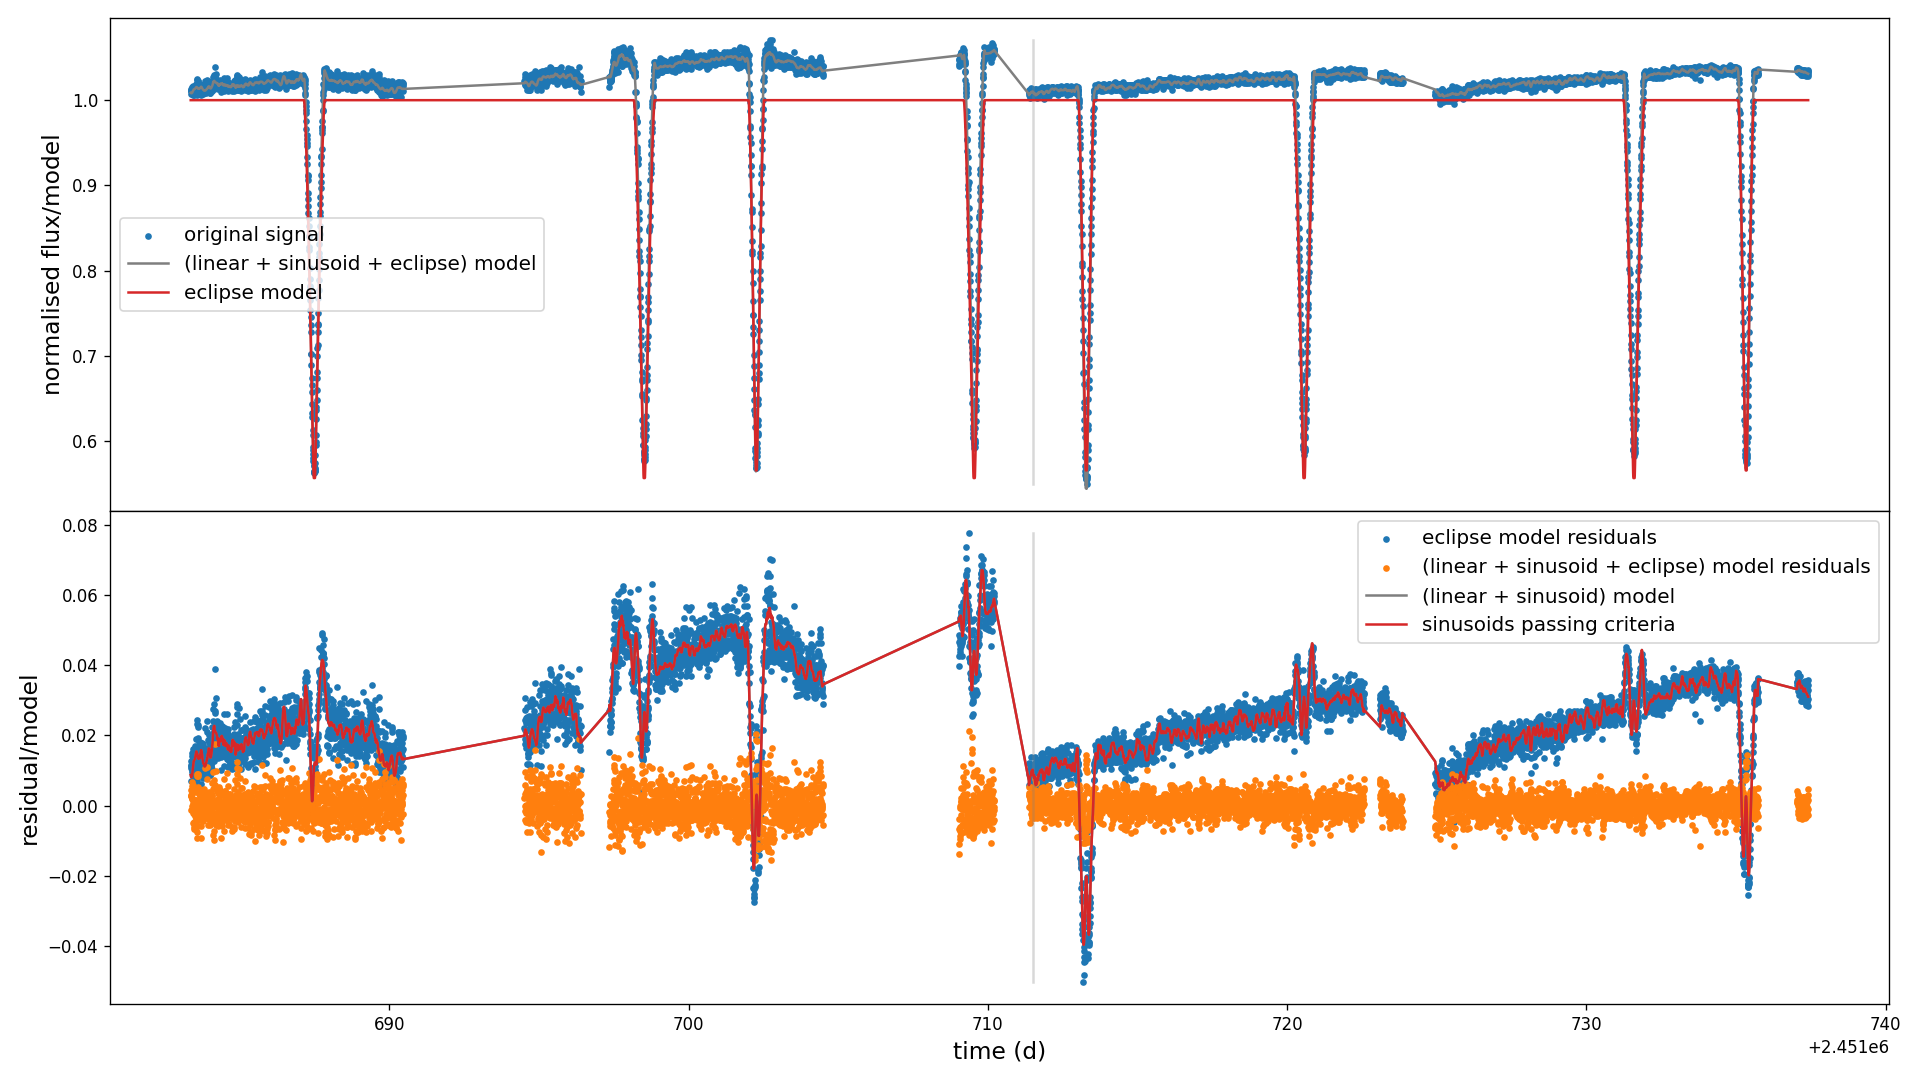 normalised flux/model
1.0
0.9
0.8
0.7
0.6
original signal
(linear + sinusoid + eclipse) model
eclipse model
residual/model
0.08
0.06
0.04
0.02
0.00
−0.02
−0.04
eclipse model residuals
(linear + sinusoid + eclipse) model residuals
(linear + sinusoid) model
sinusoids passing criteria
690 700 710 720 730 740
time (d)
+2.451e6